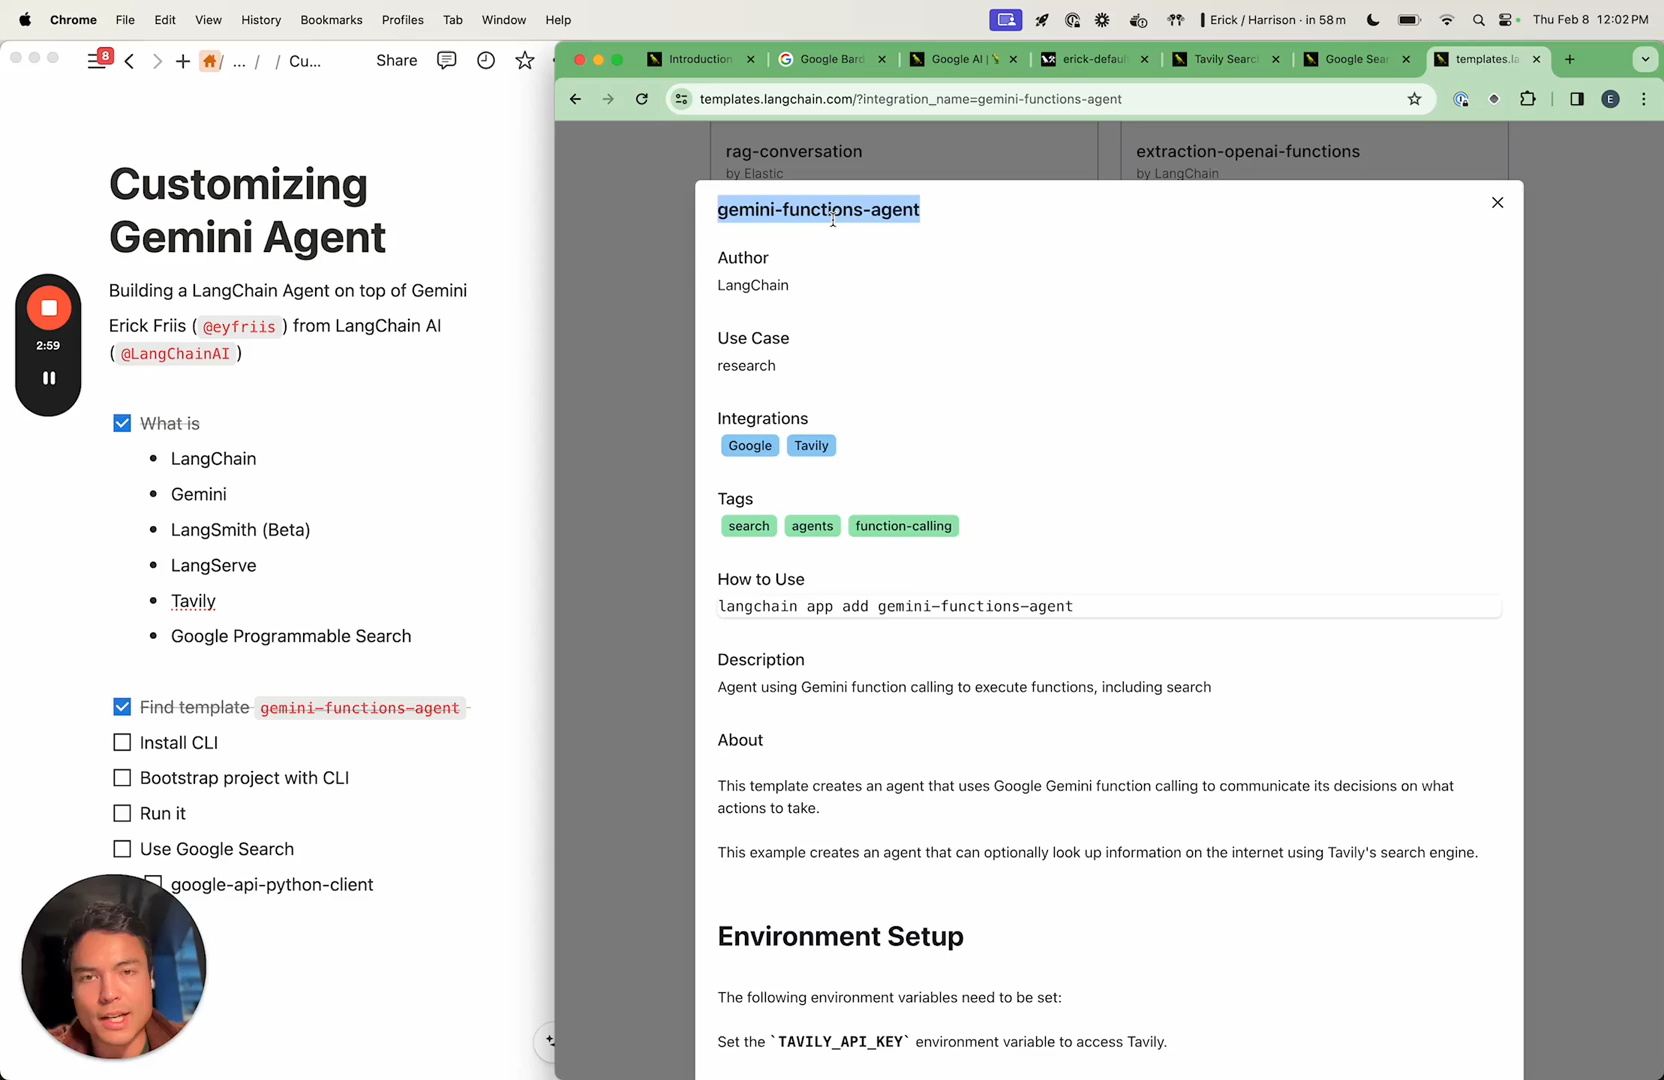 Chrome File Edit View History Bookmarks Profiles Tab Window Help Erick / Harrison · in 58 m Thu Feb 8 12:02 PM
8 / ... / / Cu... Share
Introduction Google Bard Google AI | erick-defau Tavily Searc Google Sear templates.la
templates.langchain.com/?integration_name=gemini-functions-agent E
Customizing
Gemini Agent
Building a LangChain Agent on top of Gemini
Erick Friis ( @eyfriis ) from LangChain AI
( @LangChainAI )
2:59
What is
LangChain
Gemini
LangSmith (Beta)
LangServe
Tavily
Google Programmable Search
Find template gemini-functions-agent
Install CLI
Bootstrap project with CLI
Run it
Use Google Search
google-api-python-client
rag-conversation
by Elastic
extraction-openai-functions
by LangChain
gemini-functions-agent
Author
LangChain
Use Case
research
Integrations
Google Tavily
Tags
search agents function-calling
How to Use
langchain app add gemini-functions-agent
Description
Agent using Gemini function calling to execute functions, including search
About
This template creates an agent that uses Google Gemini function calling to communicate its decisions on what
actions to take.
This example creates an agent that can optionally look up information on the internet using Tavily's search engine.
Environment Setup
The following environment variables need to be set:
Set the `TAVILY_API_KEY` environment variable to access Tavily.